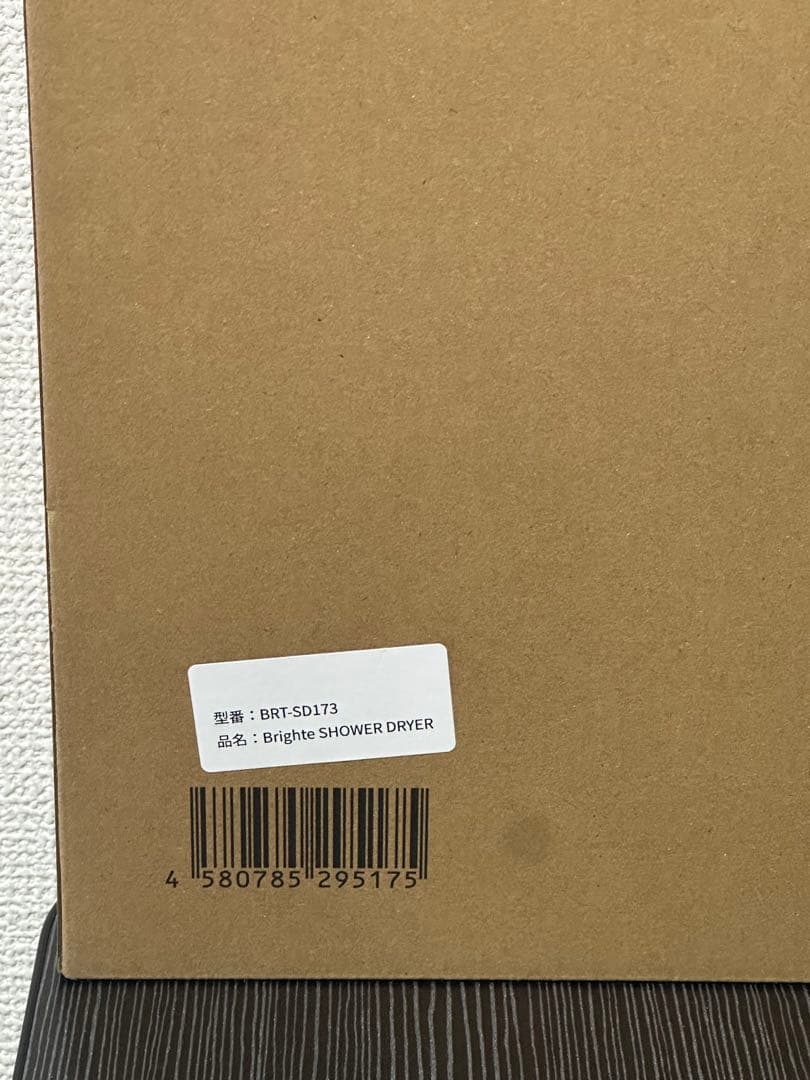 型番：BRT-SD173
品名：Brighte SHOWER DRYER
4 580785 295175